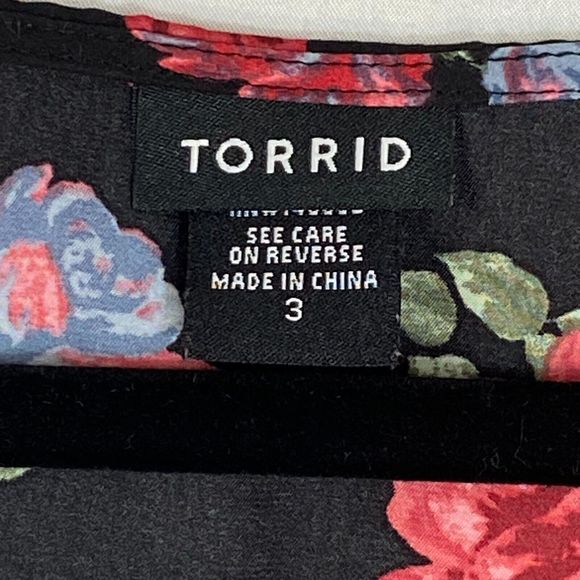 TORRID
SEE CARE
ON REVERSE
MADE IN CHINA
3